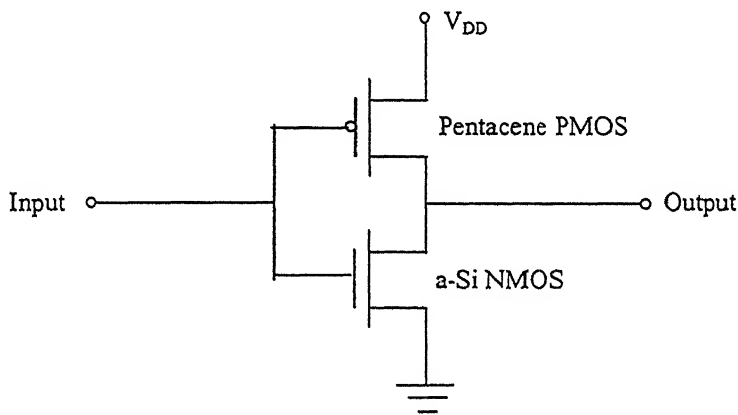 V_DD
Pentacene PMOS
Input
Output
a-Si NMOS